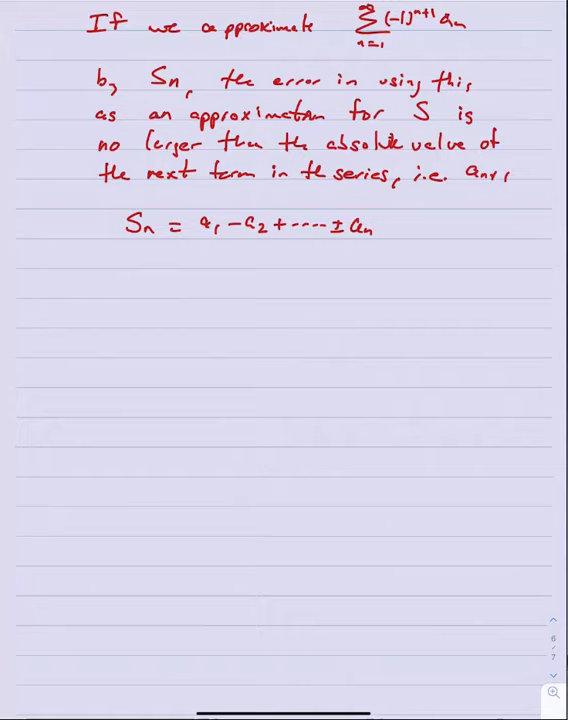 If we approximate ∑_{n=1}^{∞} (-1)^{n+1} a_n
by S_n, the error in using this
as an approximation for S is
no larger than the absolute value of
the next term in the series, i.e. a_{n+1}
S_n = a_1 - a_2 + ---- ± a_n
6
/
7